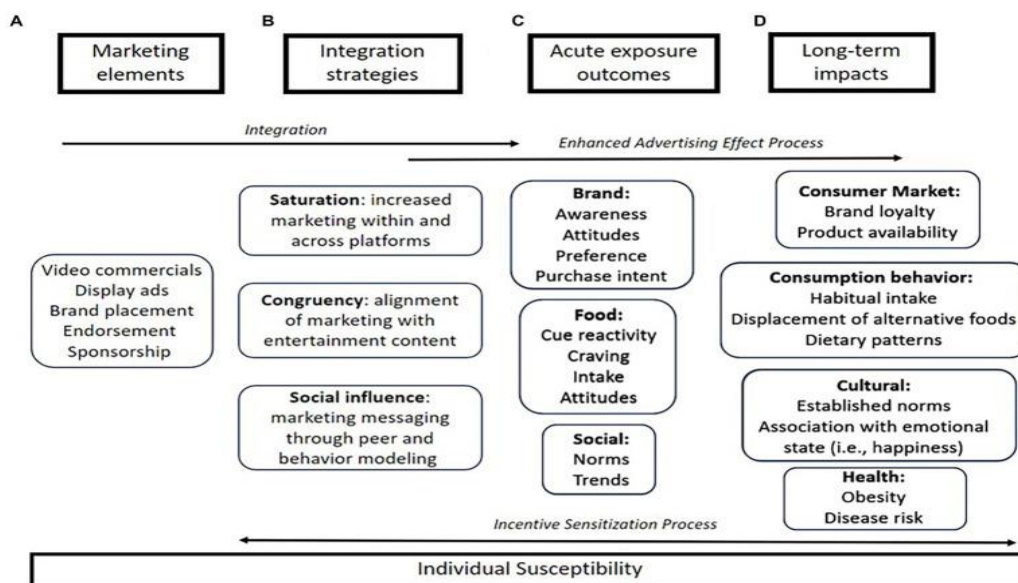 A
B
C
D
Marketing
elements
Integration
strategies
Acute exposure
outcomes
Long-term
impacts
Integration
Enhanced Advertising Effect Process
Video commercials
Display ads
Brand placement
Endorsement
Sponsorship
Saturation: increased
marketing within and
across platforms
Congruency: alignment
of marketing with
entertainment content
Social influence:
marketing messaging
through peer and
behavior modeling
Brand:
Awareness
Attitudes
Preference
Purchase intent
Food:
Cue reactivity
Craving
Intake
Attitudes
Social:
Norms
Trends
Consumer Market:
Brand loyalty
Product availability
Consumption behavior:
Habitual intake
Displacement of alternative foods
Dietary patterns
Cultural:
Established norms
Association with emotional
state (i.e., happiness)
Health:
Obesity
Disease risk
Incentive Sensitization Process
Individual Susceptibility